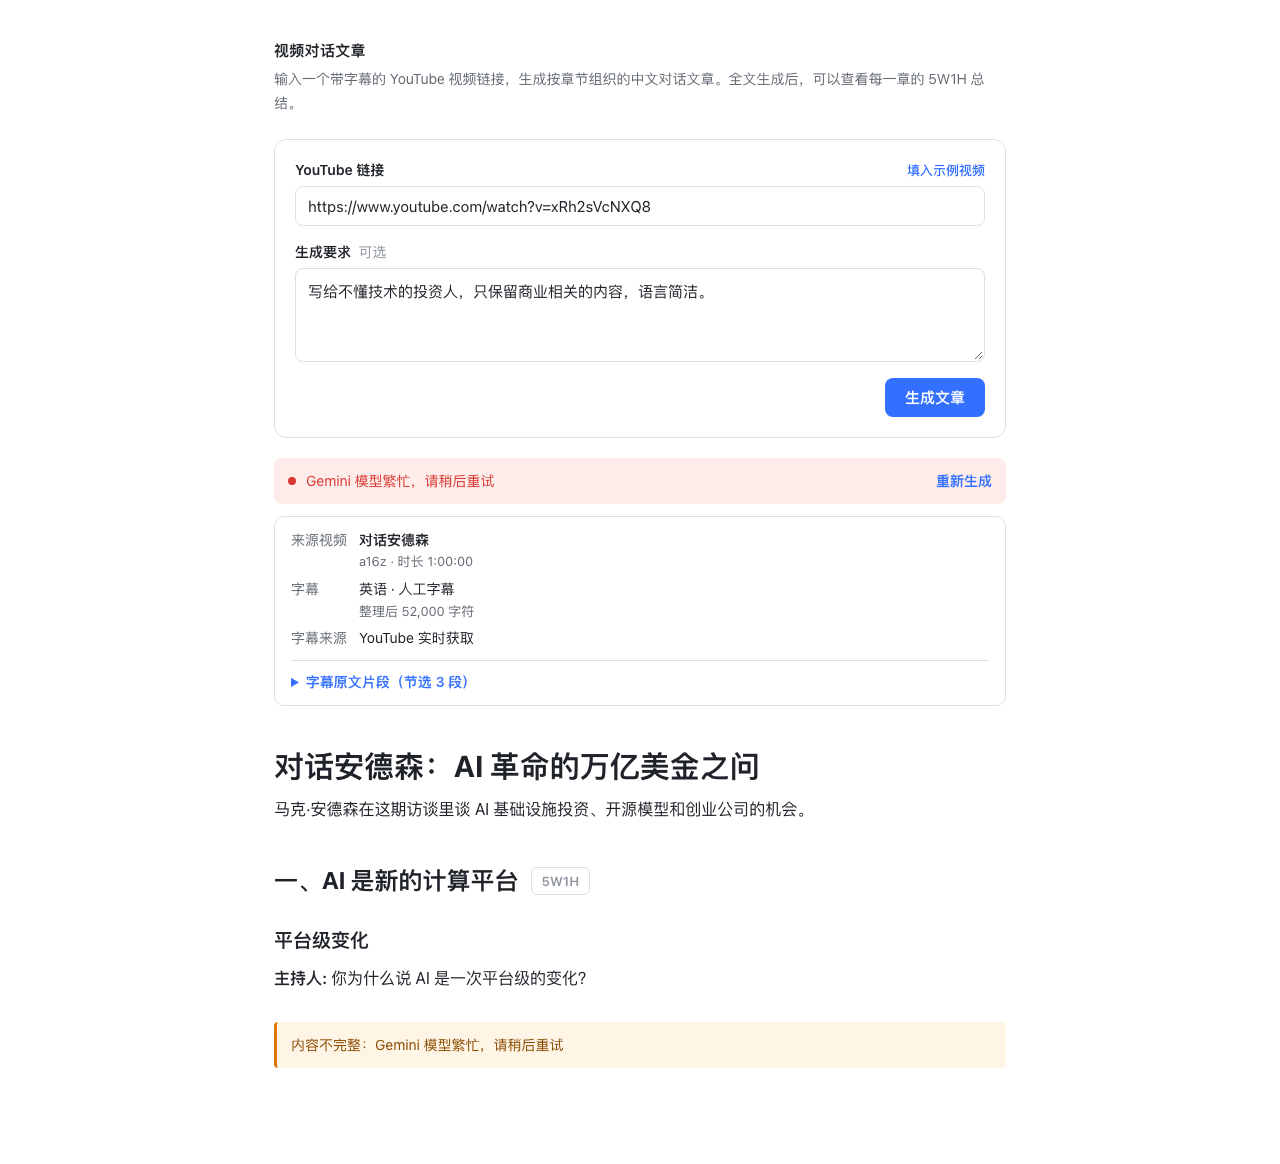 视频对话文章
输入一个带字幕的 YouTube 视频链接，生成按章节组织的中文对话文章。全文生成后，可以查看每一章的 5W1H 总
结。
YouTube 链接
填入示例视频
https://www.youtube.com/watch?v=xRh2sVcNXQ8
生成要求 可选
写给不懂技术的投资人，只保留商业相关的内容，语言简洁。
生成文章
Gemini 模型繁忙，请稍后重试
重新生成
来源视频 对话安德森
a16z · 时长 1:00:00
字幕 英语 · 人工字幕
整理后 52,000 字符
字幕来源 YouTube 实时获取
字幕原文片段（节选 3 段）
对话安德森：AI 革命的万亿美金之问
马克·安德森在这期访谈里谈 AI 基础设施投资、开源模型和创业公司的机会。
一、AI 是新的计算平台 5W1H
平台级变化
主持人: 你为什么说 AI 是一次平台级的变化？
内容不完整：Gemini 模型繁忙，请稍后重试